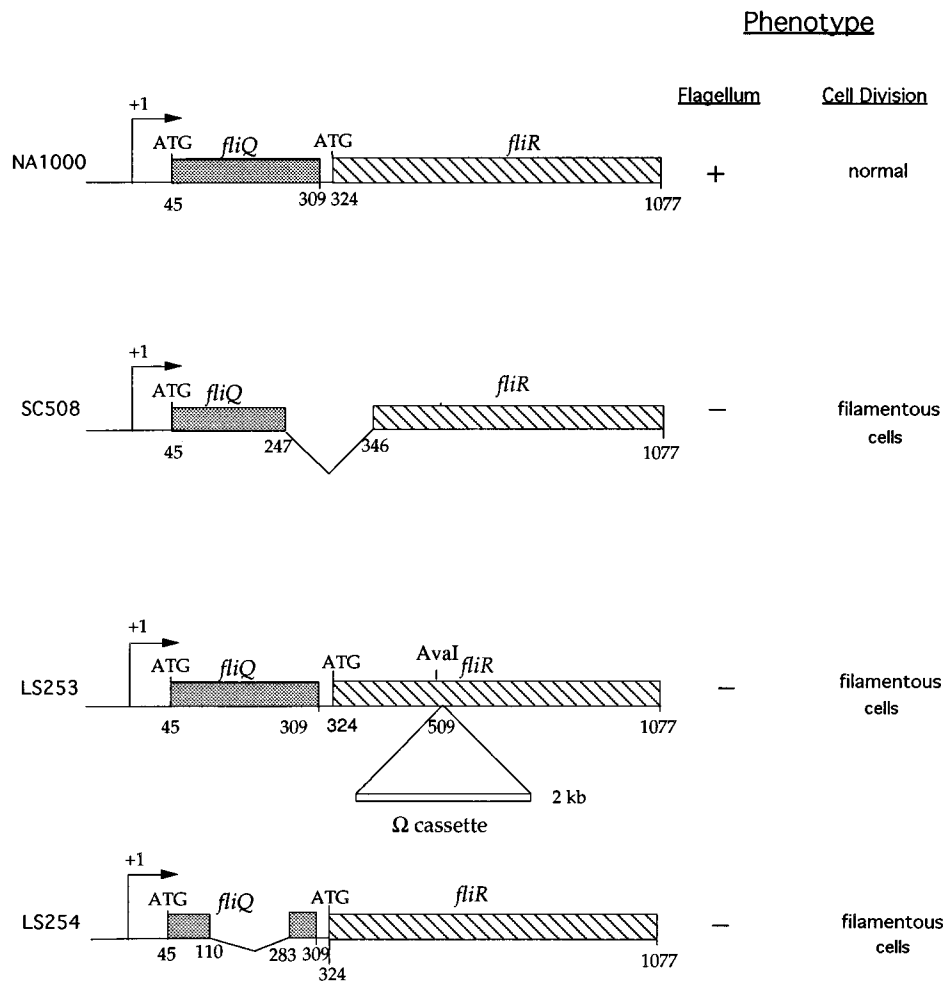 Phenotype
Flagellum Cell Division
+1
ATG fliQ ATG fliR
NA1000 + normal
45 309 324 1077
+1
ATG fliQ fliR
SC508 − filamentous cells
45 247 346 1077
+1
ATG fliQ ATG AvaI fliR
LS253 − filamentous cells
45 309 324 509 1077
2 kb
Ω cassette
+1
ATG fliQ ATG fliR
LS254 − filamentous cells
45 110 283 309 1077
324